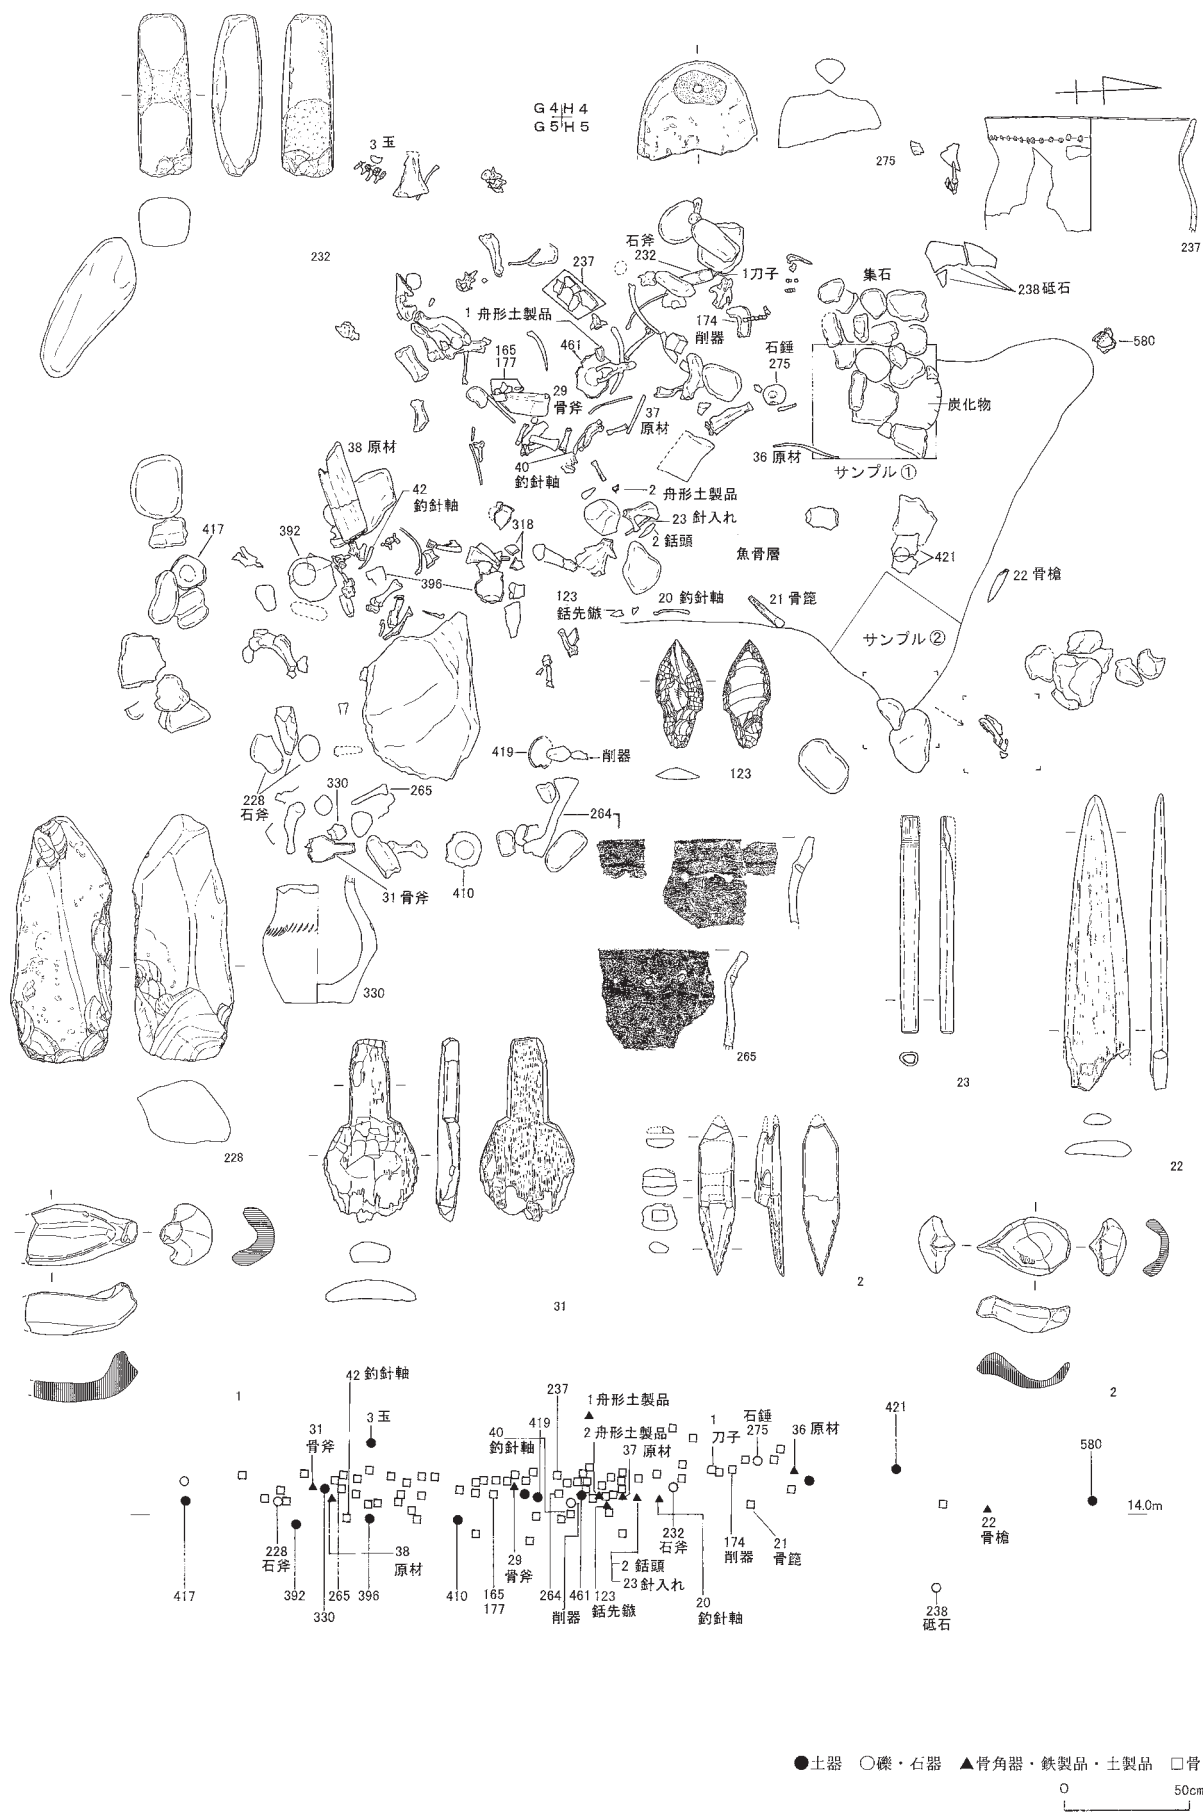 G 4 H 4
G 5 H 5
3 玉
275
237
232
石斧
232
1刀子
集石
238 砥石
237
1 舟形土製品
174
削器
165
177
461
石錘
275
580
29
骨斧
炭化物
37
原材
38 原材
40
釣針軸
36 原材
サンプル①
42
釣針軸
2 舟形土製品
417
392
318
23 針入れ
2 銛頭
魚骨層
421
396
22 骨槍
123
銛先鏃
20 釣針軸
21 骨箆
サンプル②
419
削器
123
228
石斧
330
265
264
31 骨斧
410
330
265
23
228
22
31
2
1
2
42 釣針軸
3 玉
31
骨斧
237
1 舟形土製品
40
釣針軸
419
2 舟形土製品
37 原材
1
刀子
石錘
275
36 原材
421
580
14.0m
228
石斧
38
原材
29
骨斧
232
石斧
174
削器
21
骨箆
22
骨槍
2 銛頭
23 針入れ
417
392
330
265
396
410
165
177
264
削器
461
123
銛先鏃
20
釣針軸
238
砥石
●土器 ○礫・石器 ▲骨角器・鉄製品・土製品 □骨
0 50cm